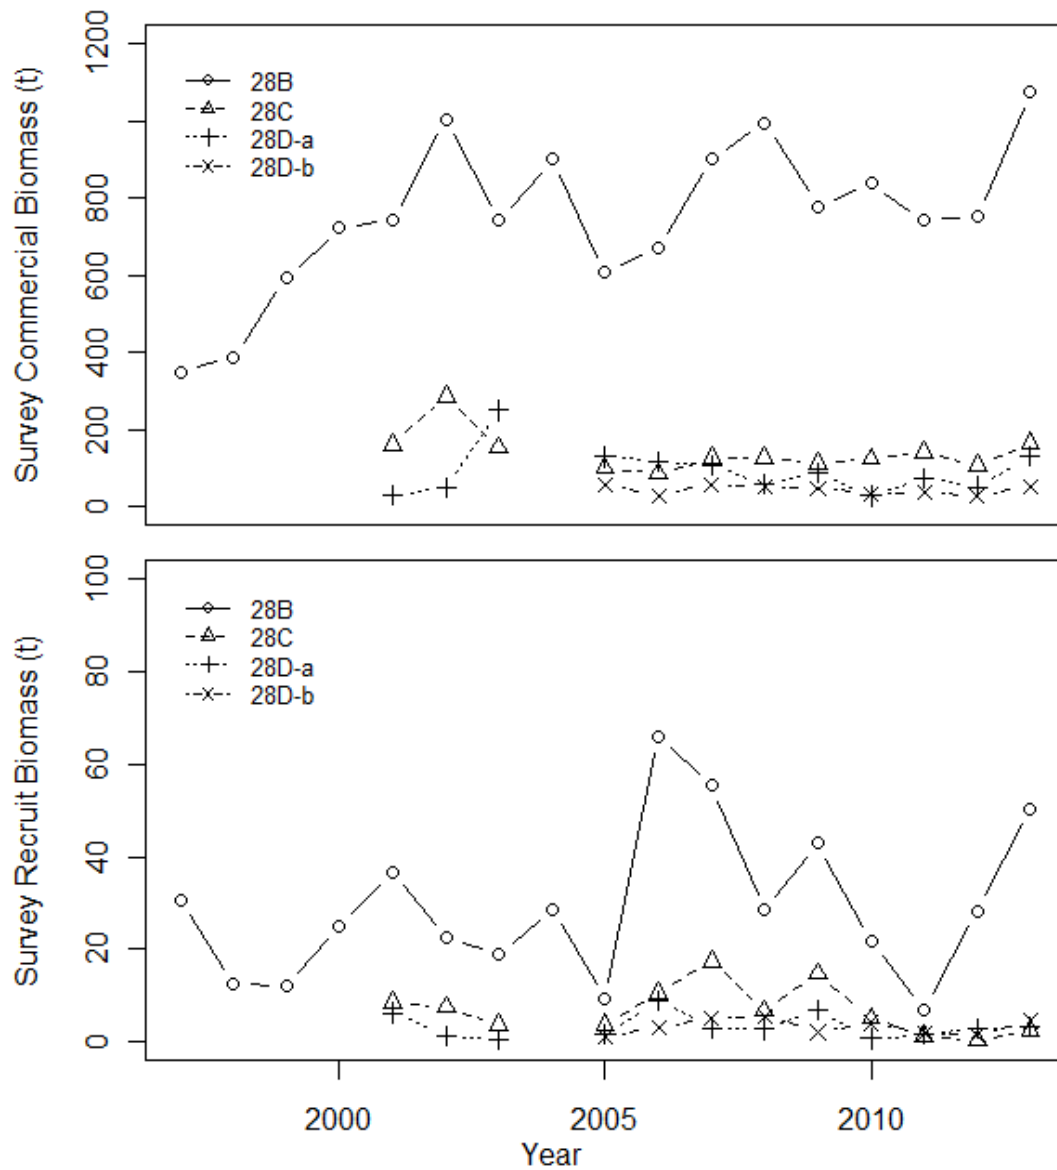 Survey Commercial Biomass (t)
1200
800
600
400
200
0
28B
28C
28D-a
28D-b
Survey Recruit Biomass (t)
100
80
60
40
20
0
28B
28C
28D-a
28D-b
2000 2005 2010
Year